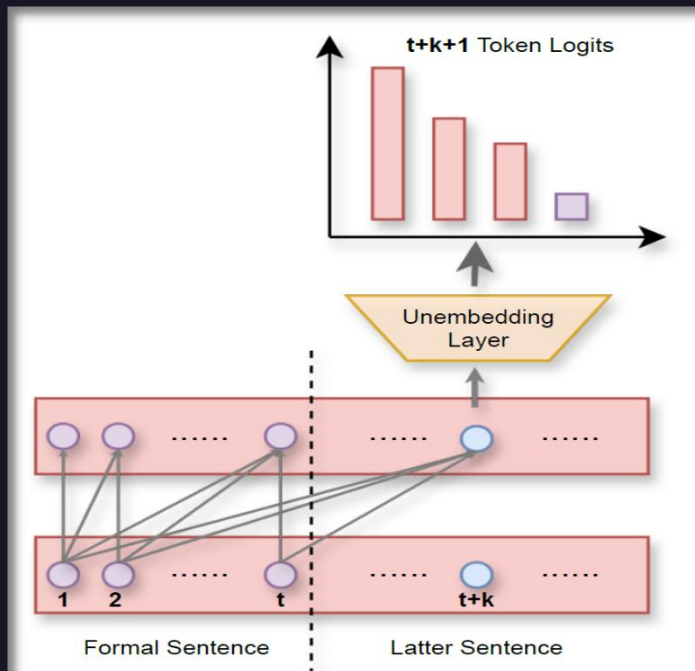 t+k+1 Token Logits
Unembedding
Layer
...... ...... ......
...... ...... ......
1 2 t t+k
Formal Sentence Latter Sentence